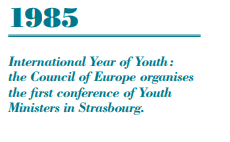 1985
International Year of Youth :
the Council of Europe organises
the first conference of Youth
Ministers in Strasbourg.